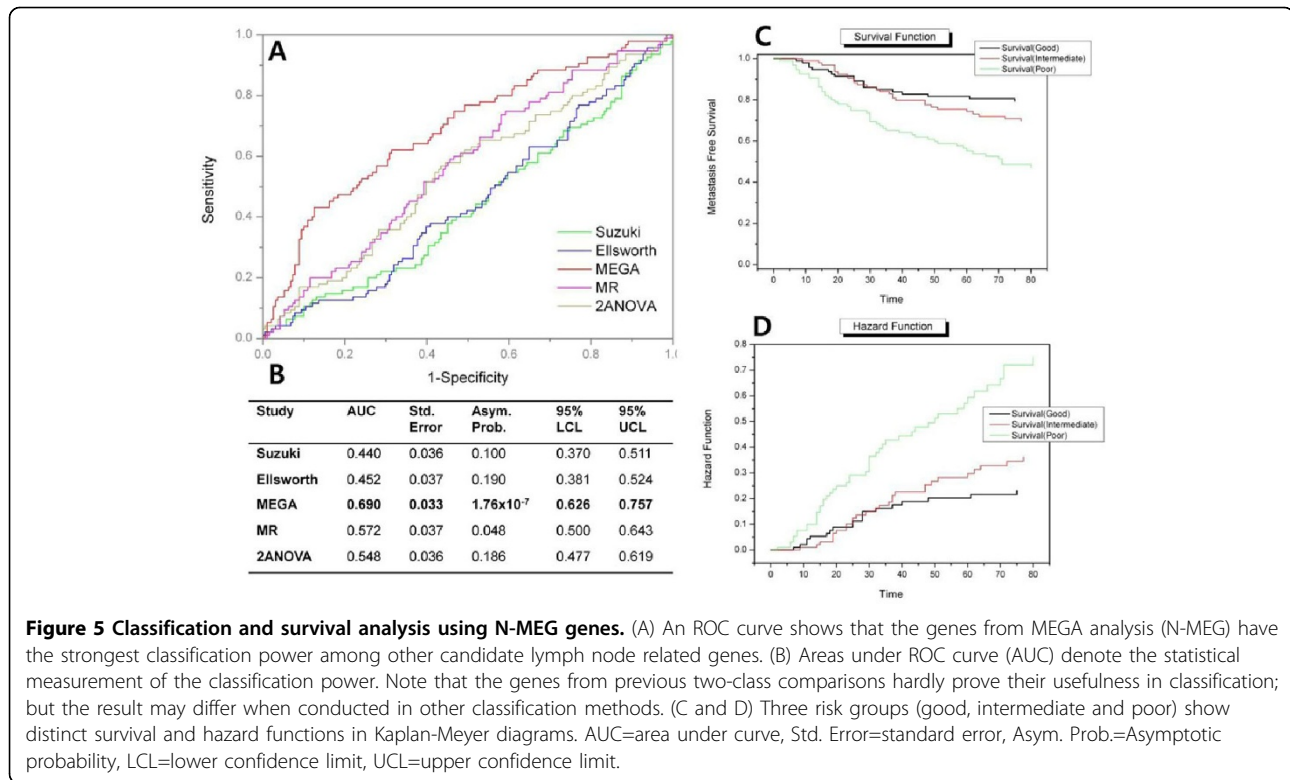 A
1.0
0.8
0.6
0.4
0.2
0.0
Sensitivity
Suzuki
Ellsworth
MEGA
MR
2ANOVA
0.0 0.2 0.4 0.6 0.8 1.0
1-Specificity
B
Study AUC Std. Error Asym. Prob. 95% LCL 95% UCL
Suzuki 0.440 0.036 0.100 0.370 0.511
Ellsworth 0.452 0.037 0.190 0.381 0.524
MEGA 0.690 0.033 1.76x10-7 0.626 0.757
MR 0.572 0.037 0.048 0.500 0.643
2ANOVA 0.548 0.036 0.186 0.477 0.619
C
Survival Function
Survival(Good)
Survival(Intermediate)
Survival(Poor)
1.0
0.8
0.6
0.4
0.2
0.0
Metastasis Free Survival
0 10 20 30 40 50 60 70 80
Time
D
Hazard Function
0.8
0.7
0.6
0.5
0.4
0.3
0.2
0.1
0.0
Hazard Function
Survival(Good)
Survival(Intermediate)
Survival(Poor)
0 10 20 30 40 50 60 70 80
Time
Figure 5 Classification and survival analysis using N-MEG genes. (A) An ROC curve shows that the genes from MEGA analysis (N-MEG) have
the strongest classification power among other candidate lymph node related genes. (B) Areas under ROC curve (AUC) denote the statistical
measurement of the classification power. Note that the genes from previous two-class comparisons hardly prove their usefulness in classification;
but the result may differ when conducted in other classification methods. (C and D) Three risk groups (good, intermediate and poor) show
distinct survival and hazard functions in Kaplan-Meyer diagrams. AUC=area under curve, Std. Error=standard error, Asym. Prob.=Asymptotic
probability, LCL=lower confidence limit, UCL=upper confidence limit.